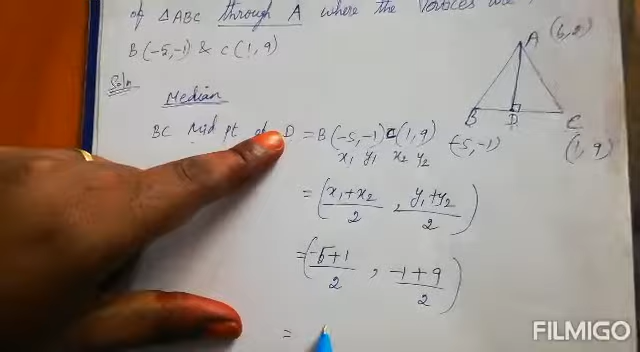 of △ABC through A where the vertices are
B(-5,-1) & C(1,9)
Soln
Median
BC Mid pt of D = B(-5,-1) C(1,9)
x₁ y₁ x₂ y₂
= (x₁+x₂/2 , y₁+y₂/2)
= (-5+1/2 , -1+9/2)
=
A (6,2)
B D C
(-5,-1) (1,9)
FILMIGO